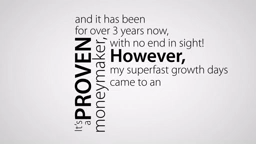 It's
a
PROVEN
moneymaker,
and it has been
for over 3 years now,
with no end in sight!
However,
my superfast growth days
came to an